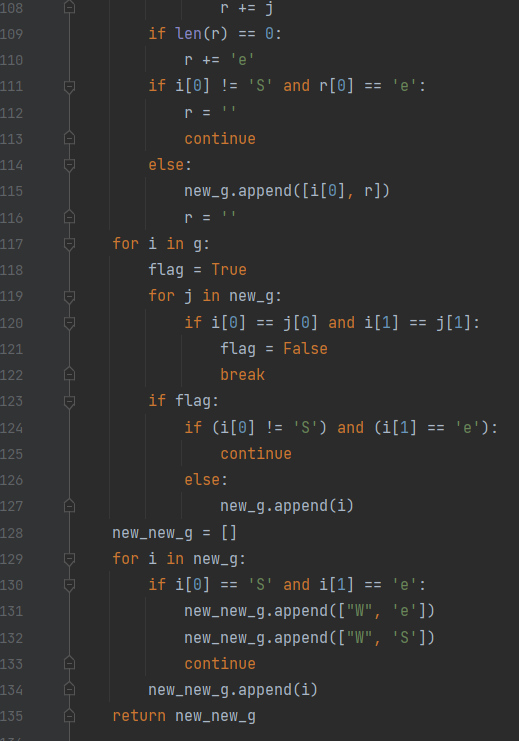 108                     r += j
109             if len(r) == 0:
110                 r += 'e'
111             if i[0] != 'S' and r[0] == 'e':
112                 r = ''
113                 continue
114             else:
115                 new_g.append([i[0], r])
116                 r = ''
117         for i in g:
118             flag = True
119             for j in new_g:
120                 if i[0] == j[0] and i[1] == j[1]:
121                     flag = False
122                     break
123             if flag:
124                 if (i[0] != 'S') and (i[1] == 'e'):
125                     continue
126                 else:
127                     new_g.append(i)
128         new_new_g = []
129         for i in new_g:
130             if i[0] == 'S' and i[1] == 'e':
131                 new_new_g.append(["W", 'e'])
132                 new_new_g.append(["W", 'S'])
133                 continue
134             new_new_g.append(i)
135         return new_new_g